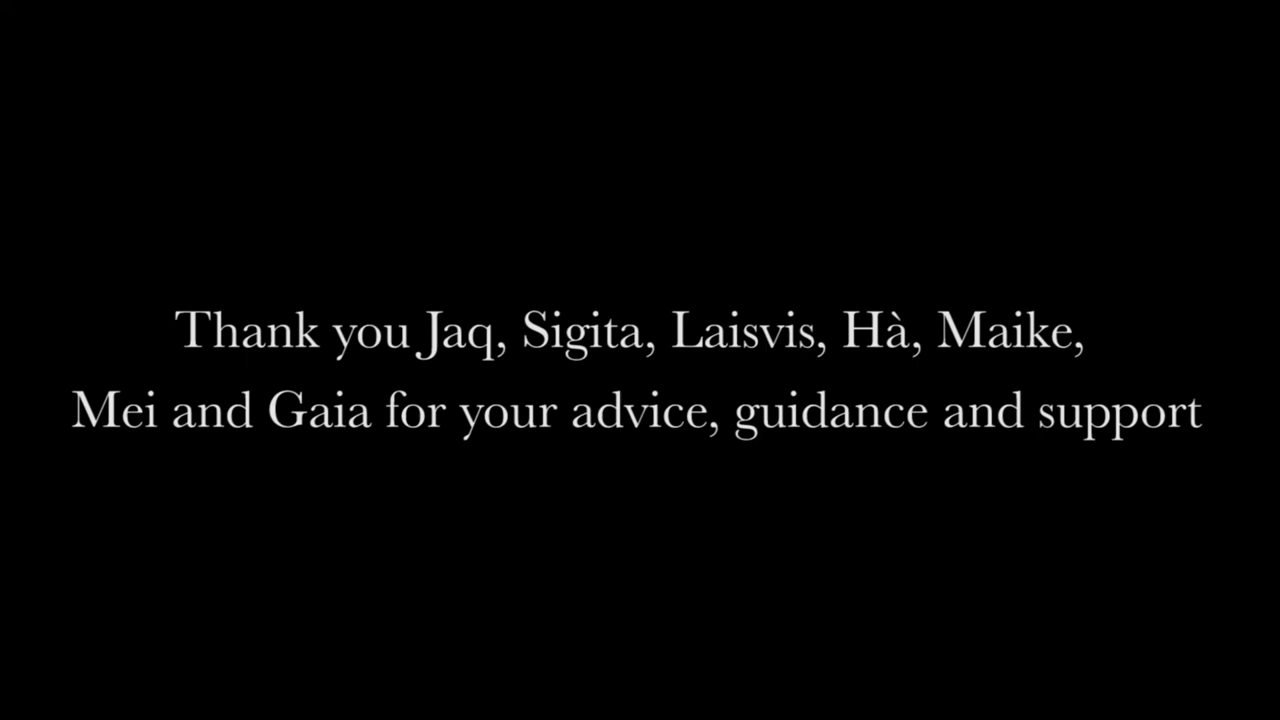 Thank you Jaq, Sigita, Laisvis, Hà, Maike,
Mei and Gaia for your advice, guidance and support